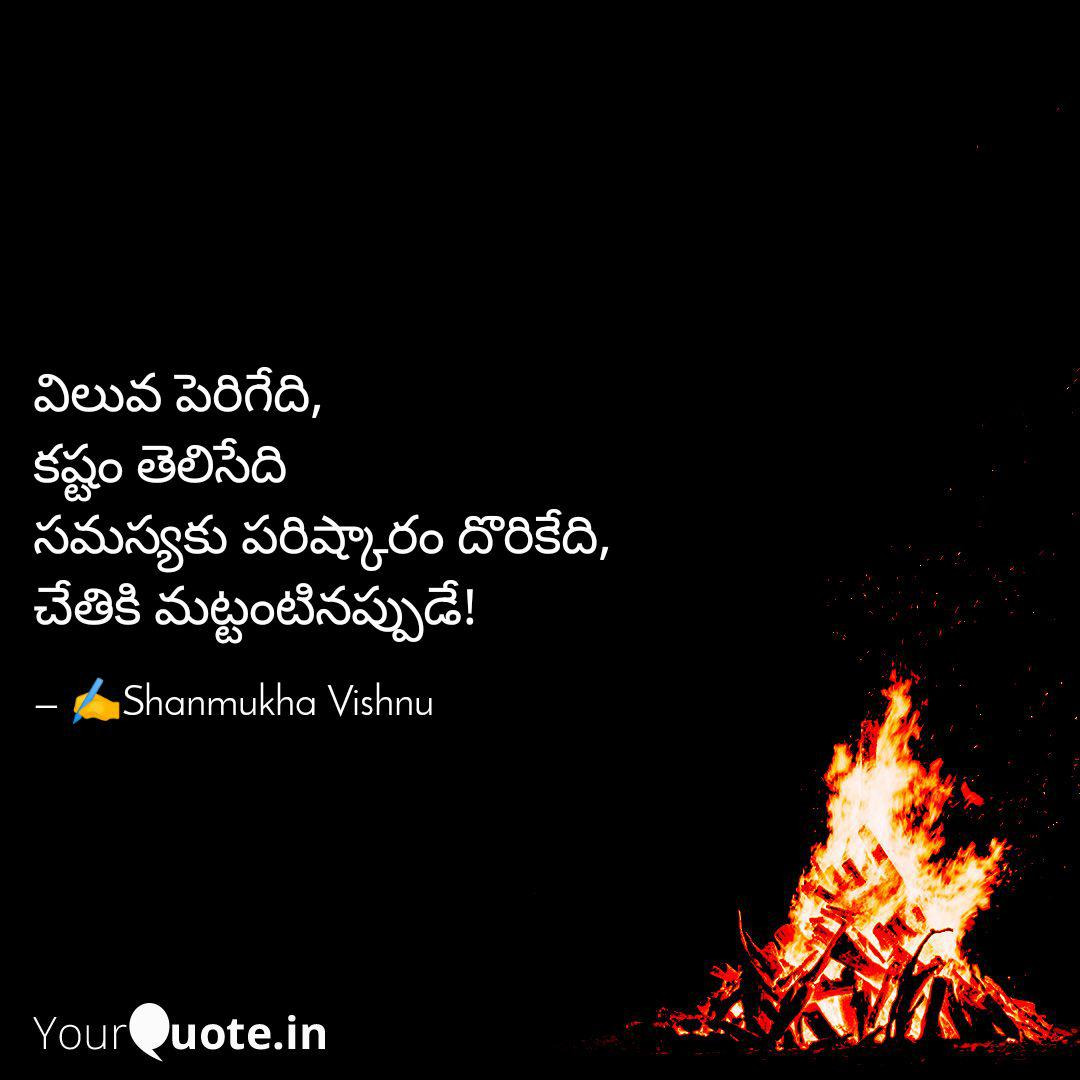 విలువ పెరిగేది,
కష్టం తెలిసేది
సమస్యకు పరిష్కారం దొరికేది,
చేతికి మట్టంటినప్పుడే!
– ✍️Shanmukha Vishnu
YourQuote.in